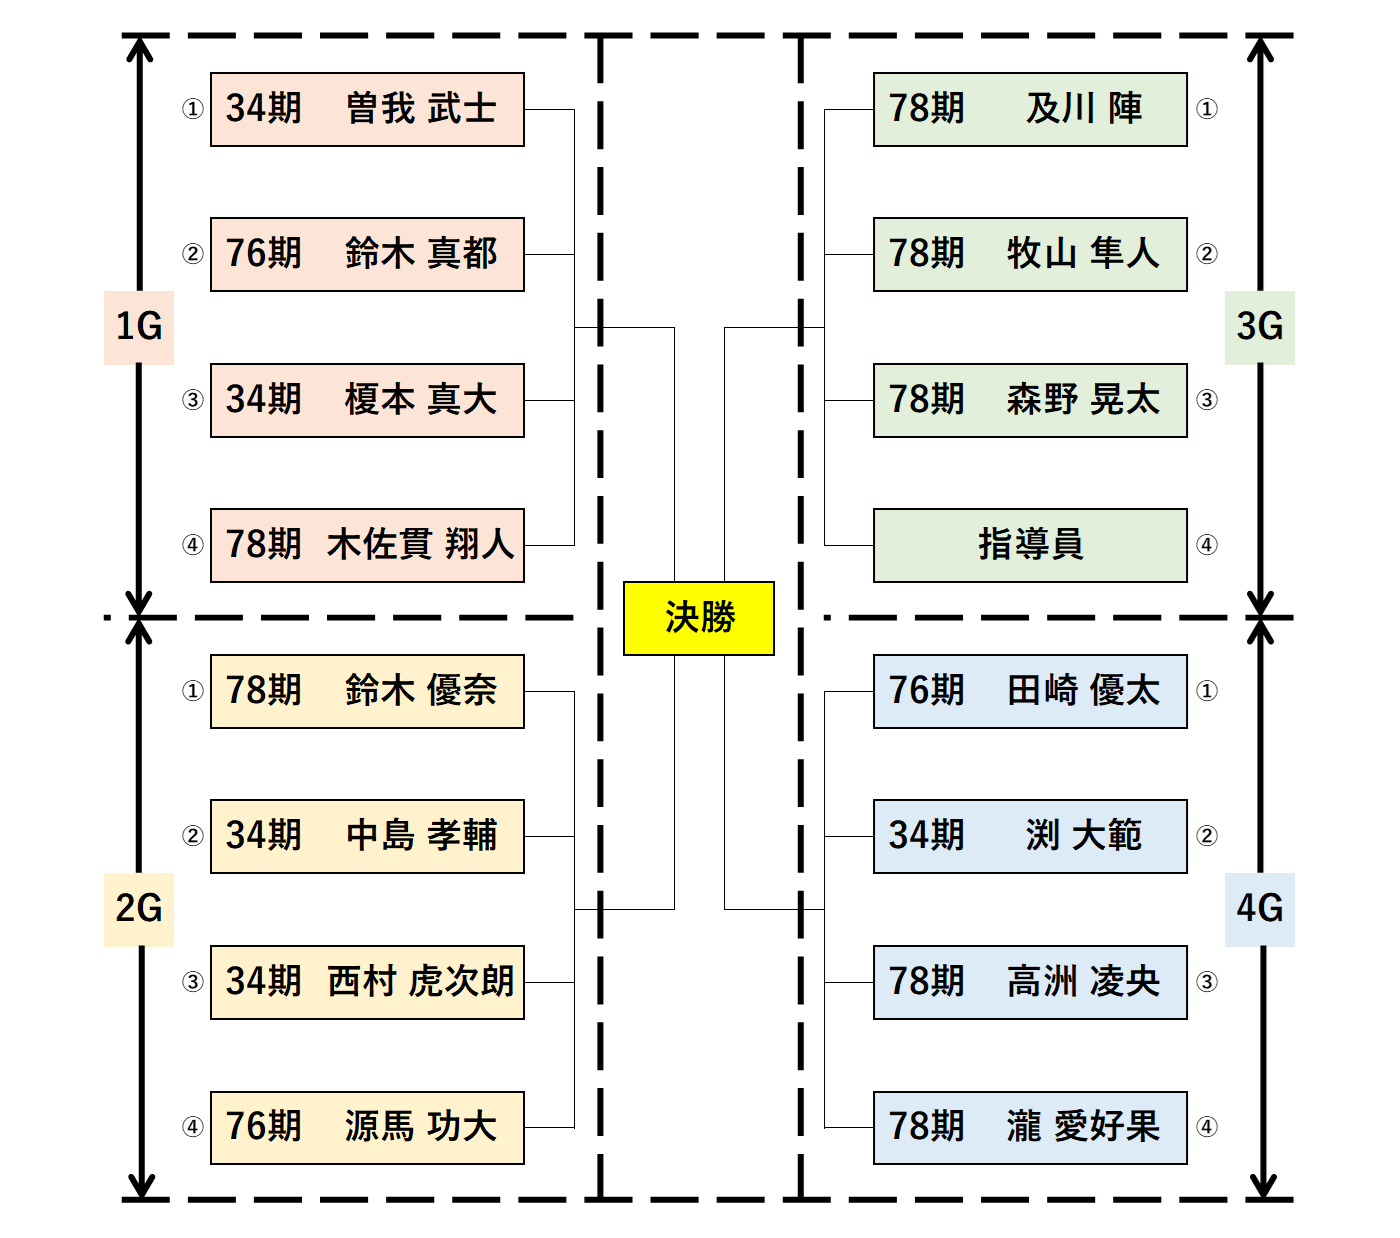 1G
① 34期 曽我 武士
② 76期 鈴木 真都
③ 34期 榎本 真大
④ 78期 木佐貫 翔人
2G
① 78期 鈴木 優奈
② 34期 中島 孝輔
③ 34期 西村 虎次朗
④ 76期 源馬 功大
決勝
3G
78期 及川 陣 ①
78期 牧山 隼人 ②
78期 森野 晃太 ③
指導員 ④
4G
76期 田崎 優太 ①
34期 渕 大範 ②
78期 高洲 凌央 ③
78期 瀧 愛好果 ④